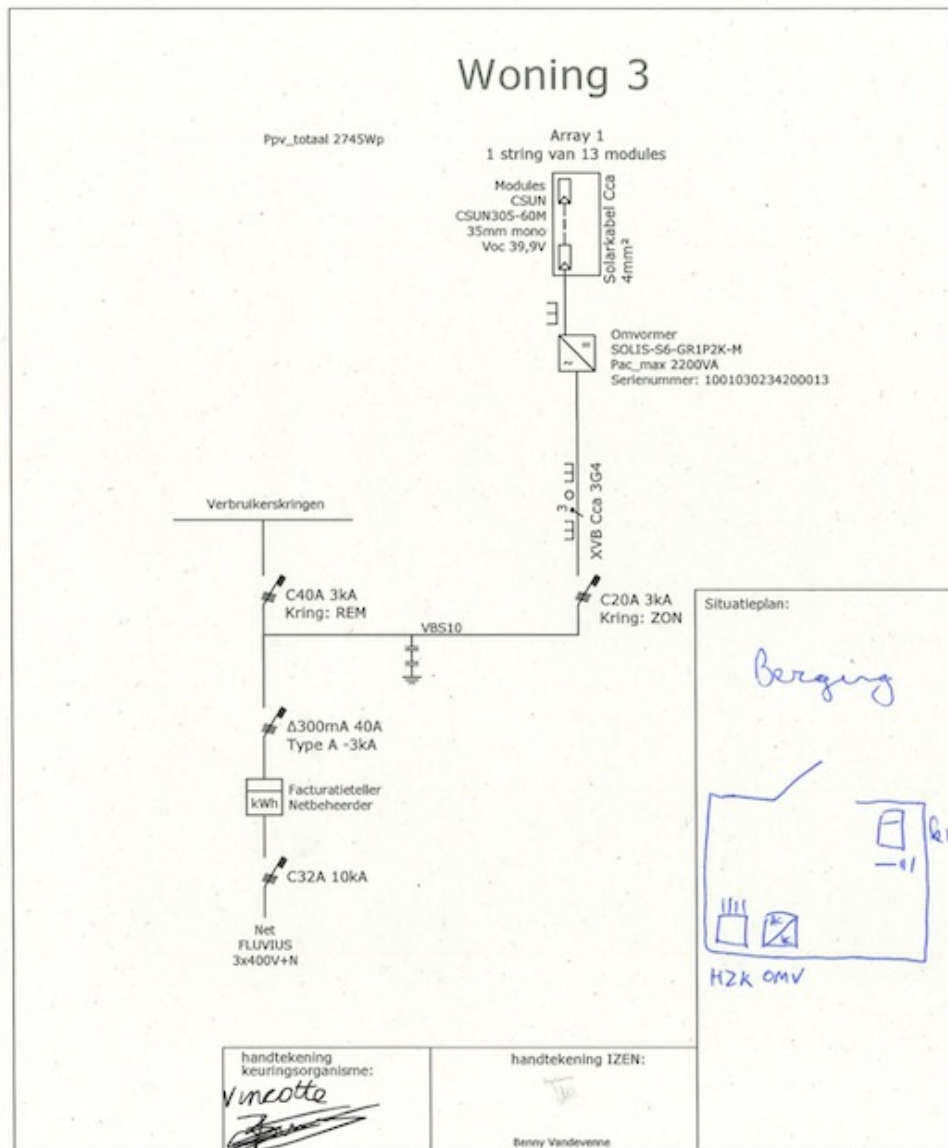 Woning 3
Ppv_totaal 2745Wp
Array 1
1 string van 13 modules
Modules
CSUN
CSUN305-60M
35mm mono
Voc 39,9V
Solarkabel Cca
4mm²
Omvormer
SOLIS-S6-GR1P2K-M
Pac_max 2200VA
Serienummer: 1001030234200013
3
XVB Cca 3G4
Verbruikerskringen
C40A 3kA
Kring: REM
C20A 3kA
Kring: ZON
VBS10
Δ300mA 40A
Type A -3kA
kWh
Facturatieteller
Netbeheerder
C32A 10kA
Net
FLUVIUS
3x400V+N
Situatieplan:
Berging
HZK OMV
handtekening
keuringsorganisme:
Vincotte
handtekening IZEN:
Benny Vandevenne